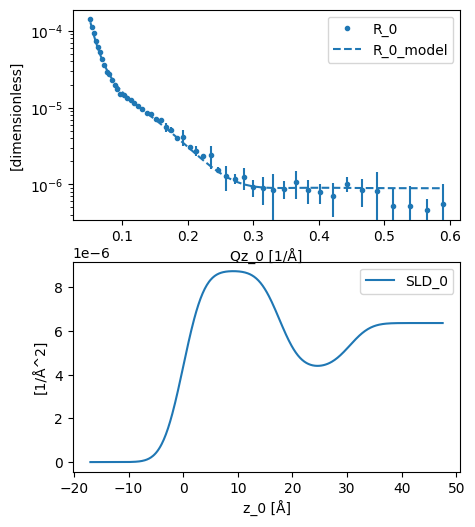 R_0
R_0_model
[dimensionless]
10⁻⁴
10⁻⁵
10⁻⁶
0.1 0.2 0.3 0.4 0.5 0.6
Qz_0 [1/Å]
1e−6
SLD_0
[1/Å^2]
8
6
4
2
0
−20 −10 0 10 20 30 40 50
z_0 [Å]